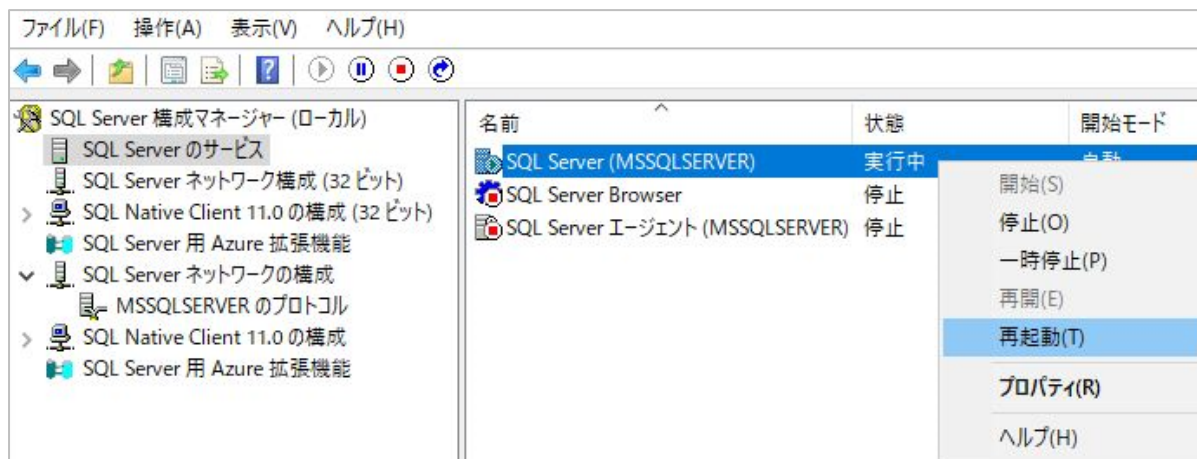 ファイル(F) 操作(A) 表示(V) ヘルプ(H)
SQL Server 構成マネージャー (ローカル)
SQL Server のサービス
SQL Server ネットワーク構成 (32 ビット)
SQL Native Client 11.0 の構成 (32 ビット)
SQL Server 用 Azure 拡張機能
SQL Server ネットワークの構成
MSSQLSERVER のプロトコル
SQL Native Client 11.0 の構成
SQL Server 用 Azure 拡張機能
名前 状態 開始モード
SQL Server (MSSQLSERVER) 実行中 自動
SQL Server Browser 停止
SQL Server エージェント (MSSQLSERVER) 停止
開始(S)
停止(O)
一時停止(P)
再開(E)
再起動(T)
プロパティ(R)
ヘルプ(H)